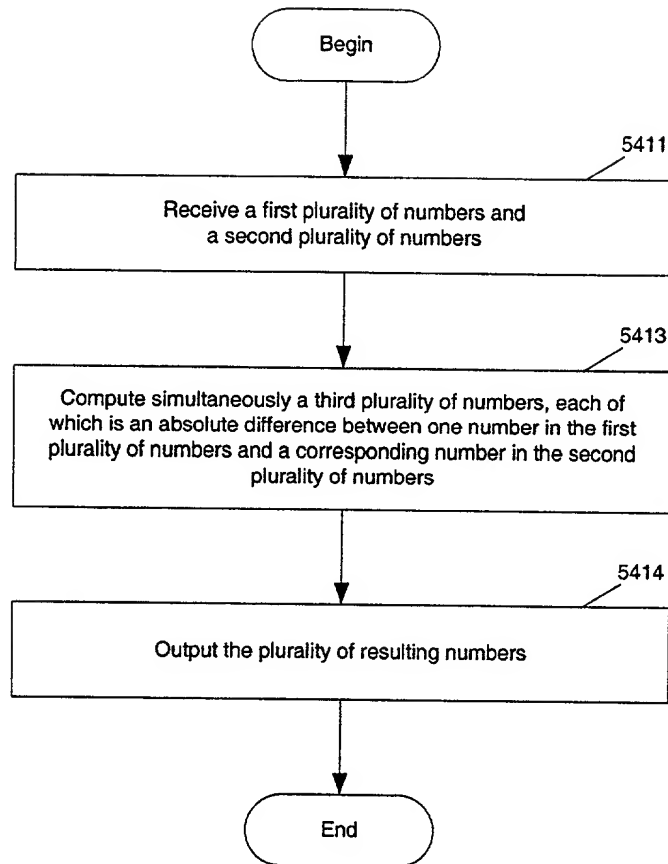 Begin
5411
Receive a first plurality of numbers and
a second plurality of numbers
5413
Compute simultaneously a third plurality of numbers, each of
which is an absolute difference between one number in the first
plurality of numbers and a corresponding number in the second
plurality of numbers
5414
Output the plurality of resulting numbers
End